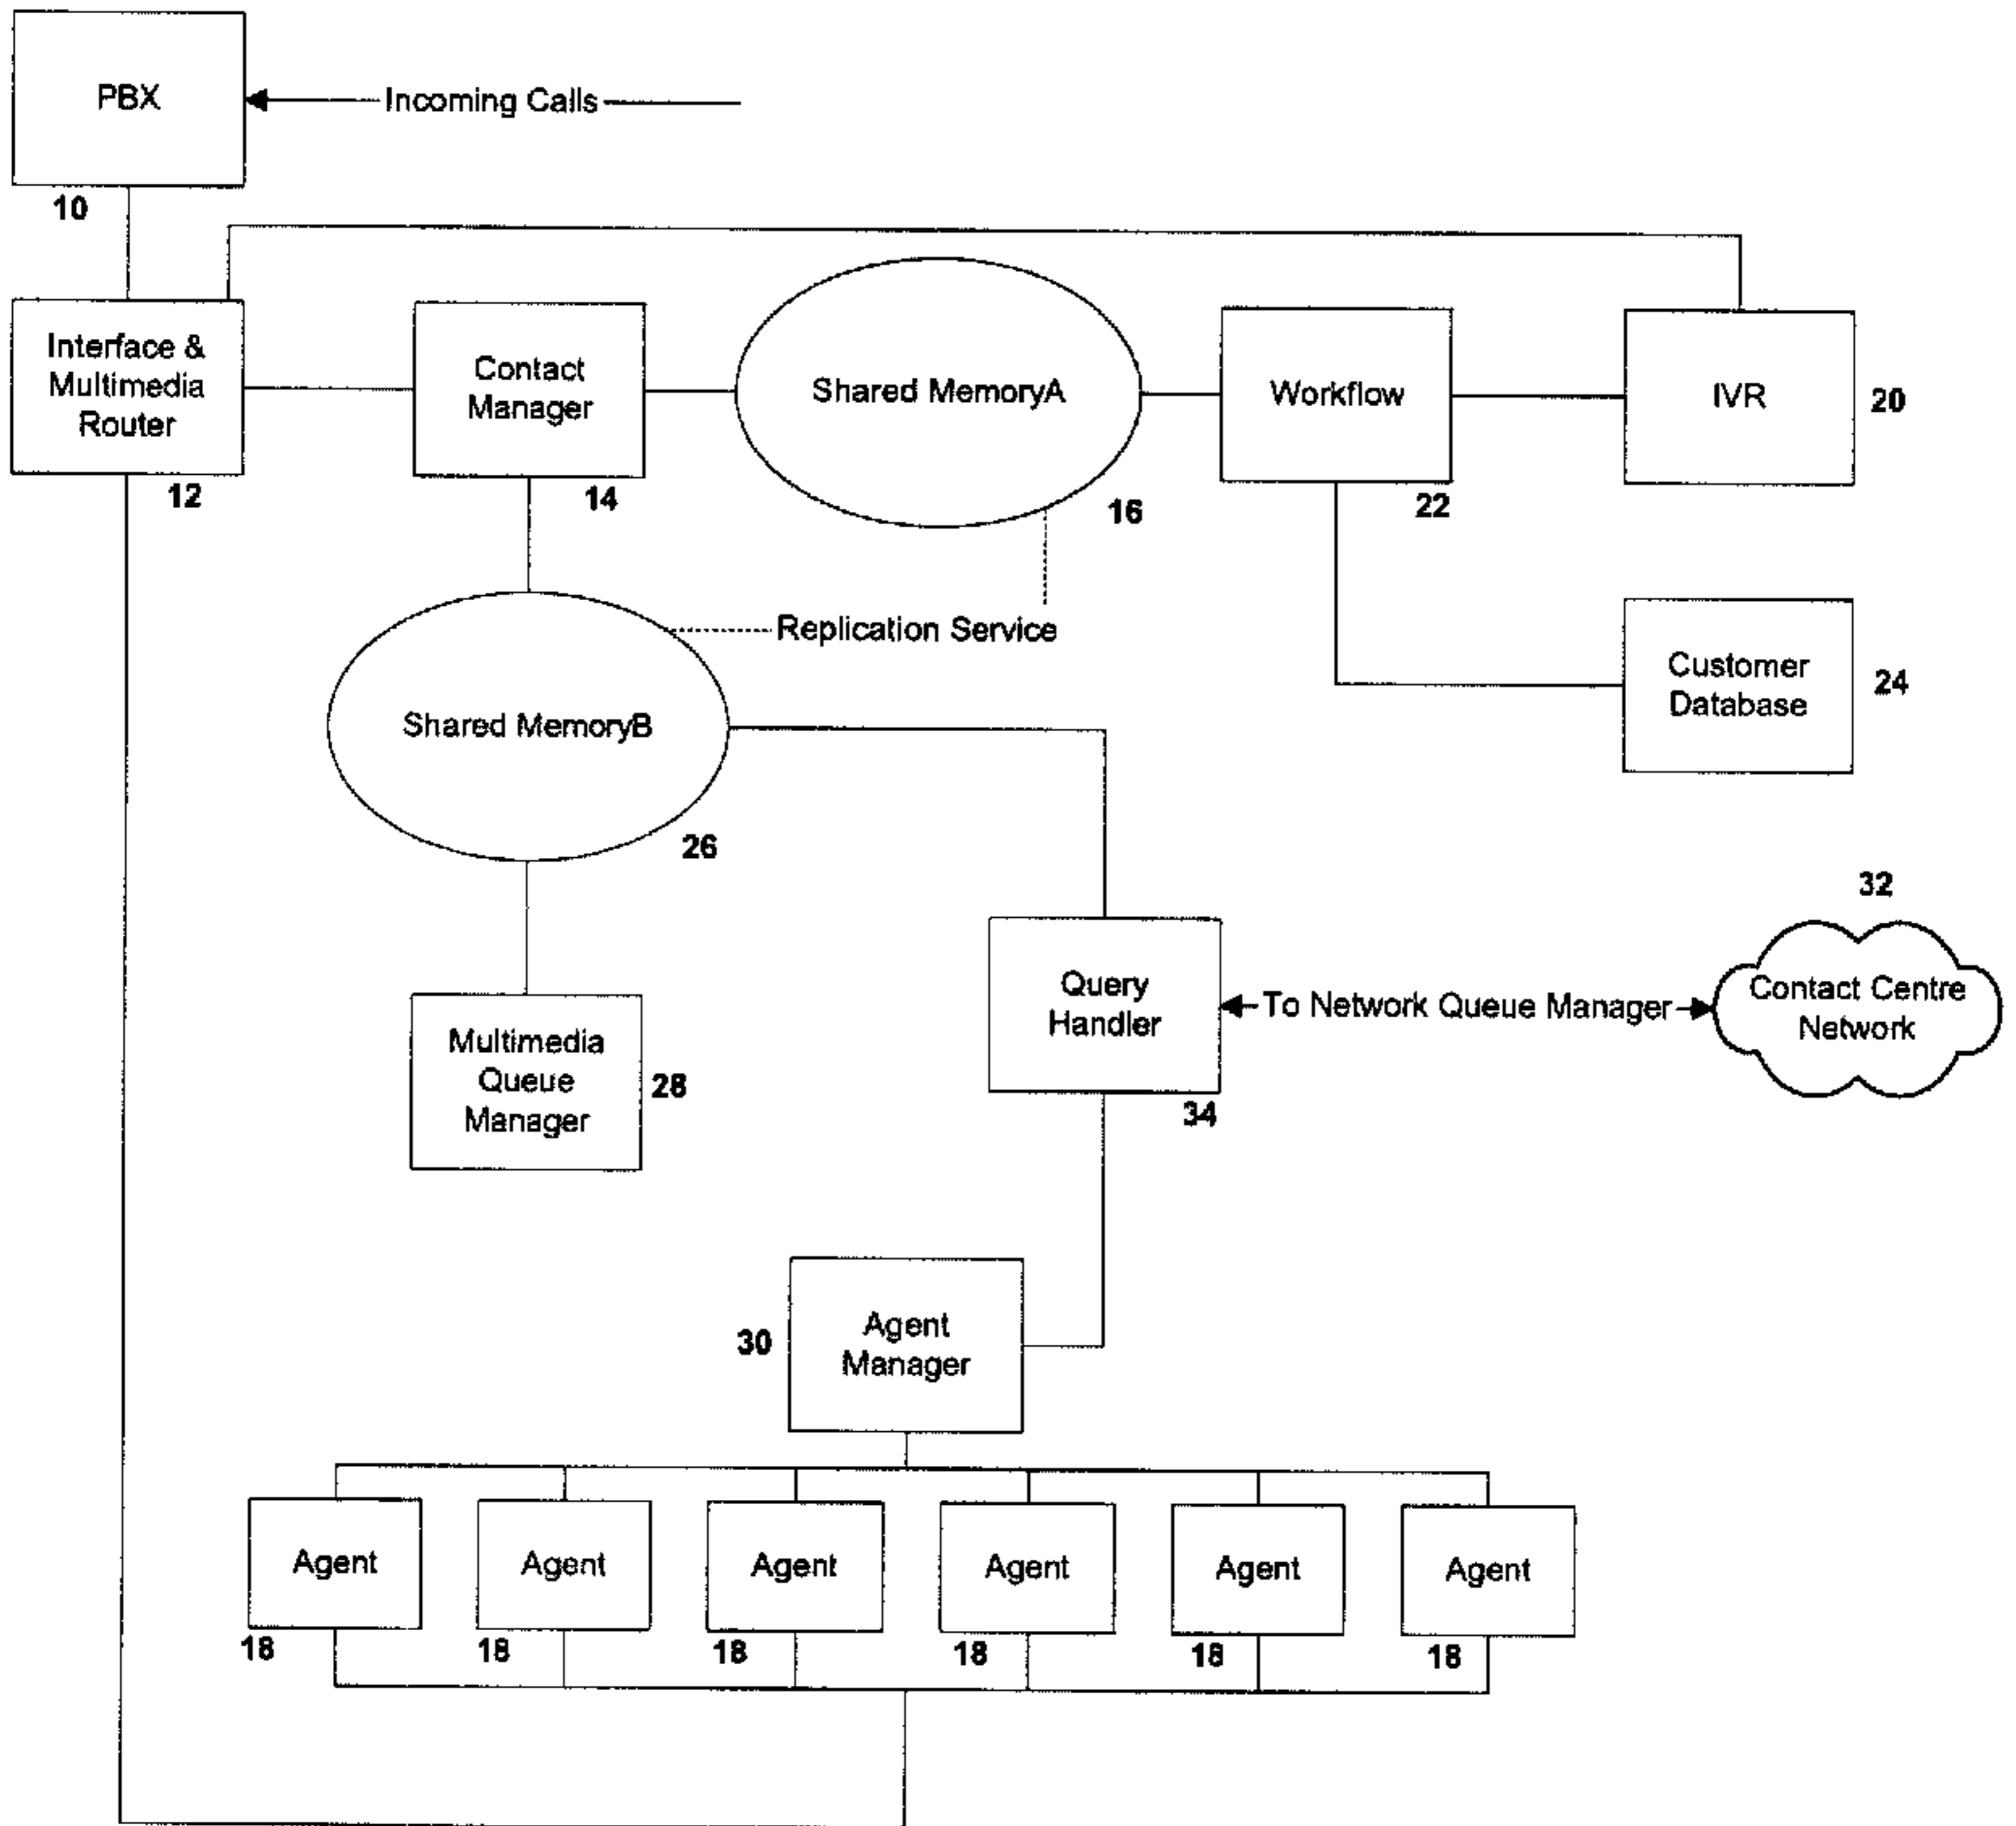 PBX
Incoming Calls
10
Interface &
Multimedia
Router
12
Contact
Manager
14
Shared MemoryA
16
Workflow
22
IVR
20
Replication Service
Customer
Database
24
Shared MemoryB
26
32
Contact Centre
Network
Query
Handler
34
To Network Queue Manager
Multimedia
Queue
Manager
28
30
Agent
Manager
Agent
Agent
Agent
Agent
Agent
Agent
18
18
18
18
18
18